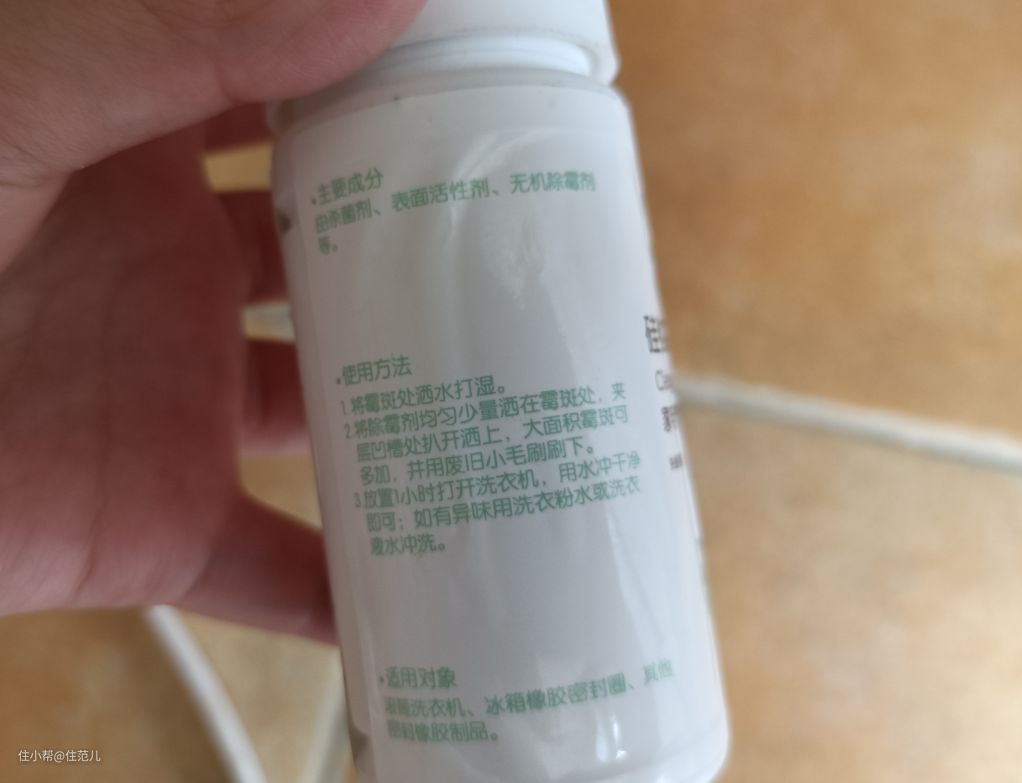 •主要成分
由杀菌剂、表面活性剂、无机除霉剂
等。
•使用方法
1.将霉斑处洒水打湿。
2.将除霉剂均匀少量洒在霉斑处，夹
层凹槽处扒开洒上，大面积霉斑可
多加，并用废旧小毛刷刷下。
3.放置1小时打开洗衣机，用水冲干净
即可；如有异味用洗衣粉水或洗衣
液水冲洗。
•适用对象
滚筒洗衣机、冰箱橡胶密封圈、其他
密封橡胶制品。
硅
Clea
住小帮@住范儿